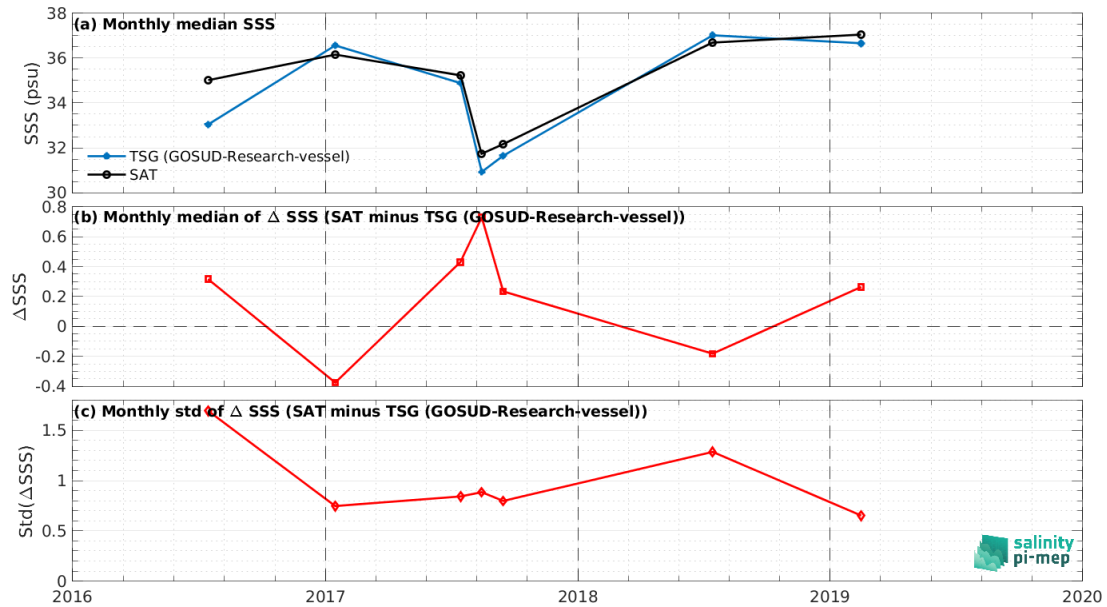 (a) Monthly median SSS
38
36
34
32
30
SSS (psu)
TSG (GOSUD-Research-vessel)
SAT
(b) Monthly median of △ SSS (SAT minus TSG (GOSUD-Research-vessel))
0.8
0.6
0.4
0.2
0
-0.2
-0.4
△SSS
(c) Monthly std of △ SSS (SAT minus TSG (GOSUD-Research-vessel))
1.5
1
0.5
0
Std(△SSS)
salinity
pi-mep
2016
2017
2018
2019
2020